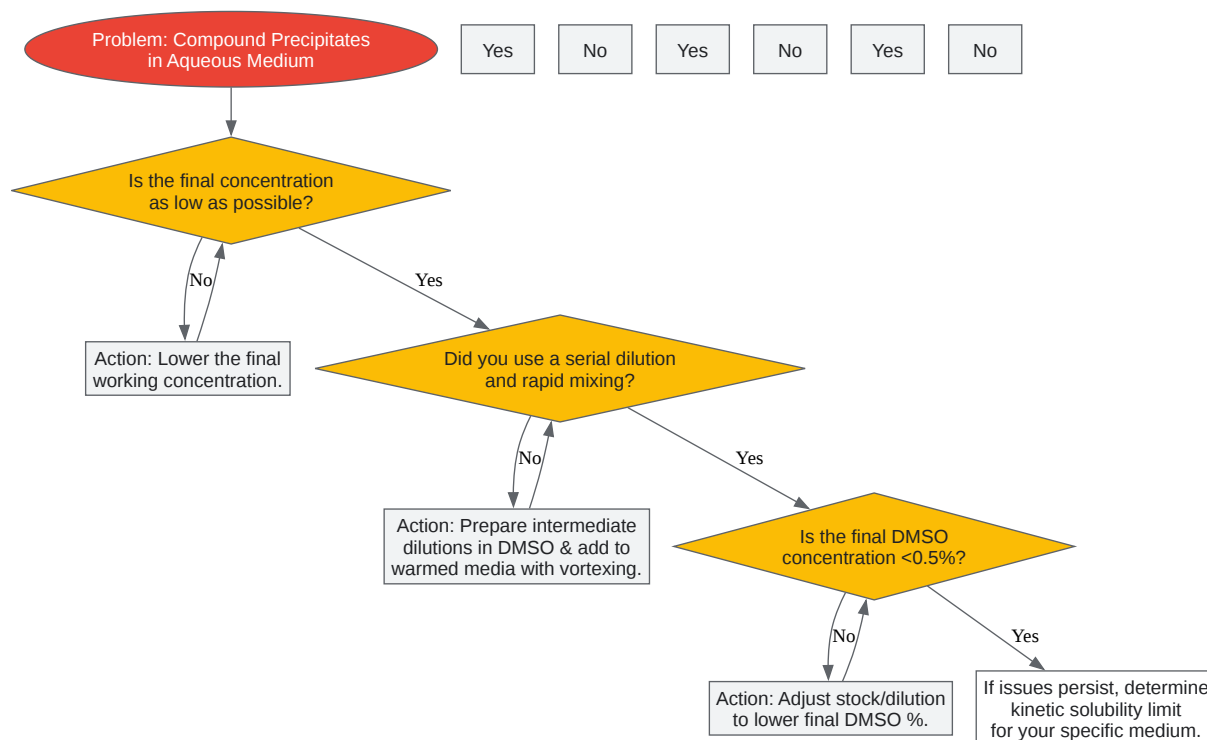 Problem: Compound Precipitates
in Aqueous Medium
Yes
No
Yes
No
Yes
No
Is the final concentration
as low as possible?
No
Yes
Action: Lower the final
working concentration.
Did you use a serial dilution
and rapid mixing?
No
Yes
Action: Prepare intermediate
dilutions in DMSO & add to
warmed media with vortexing.
Is the final DMSO
concentration <0.5%?
No
Yes
Action: Adjust stock/dilution
to lower final DMSO %.
If issues persist, determine
kinetic solubility limit
for your specific medium.